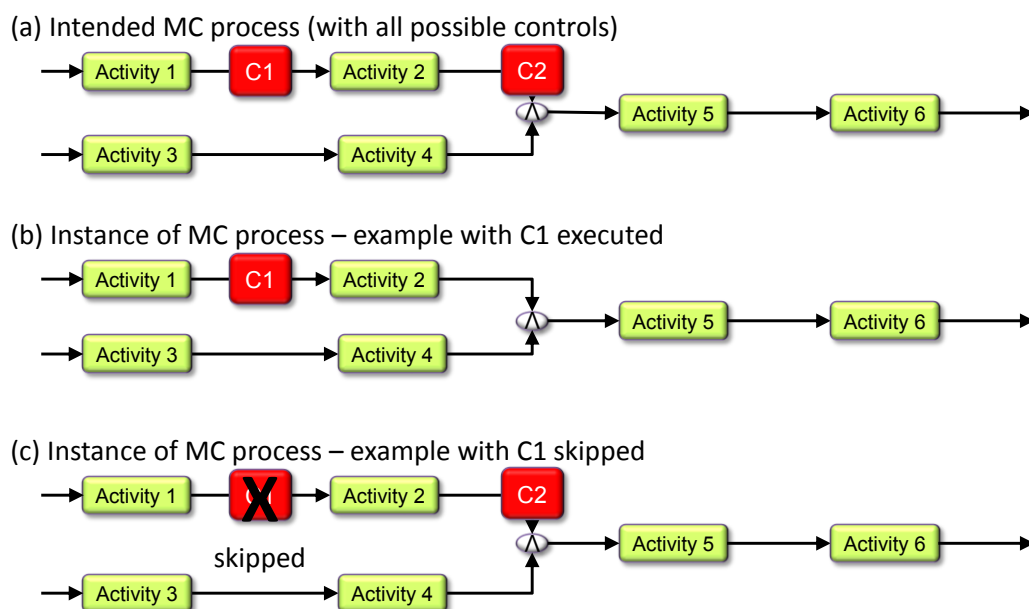 (a) Intended MC process (with all possible controls)
Activity 1 C1 Activity 2 C2
Λ Activity 5 Activity 6
Activity 3 Activity 4
(b) Instance of MC process – example with C1 executed
Activity 1 C1 Activity 2
Λ Activity 5 Activity 6
Activity 3 Activity 4
(c) Instance of MC process – example with C1 skipped
Activity 1 X Activity 2 C2
Λ Activity 5 Activity 6
skipped
Activity 3 Activity 4